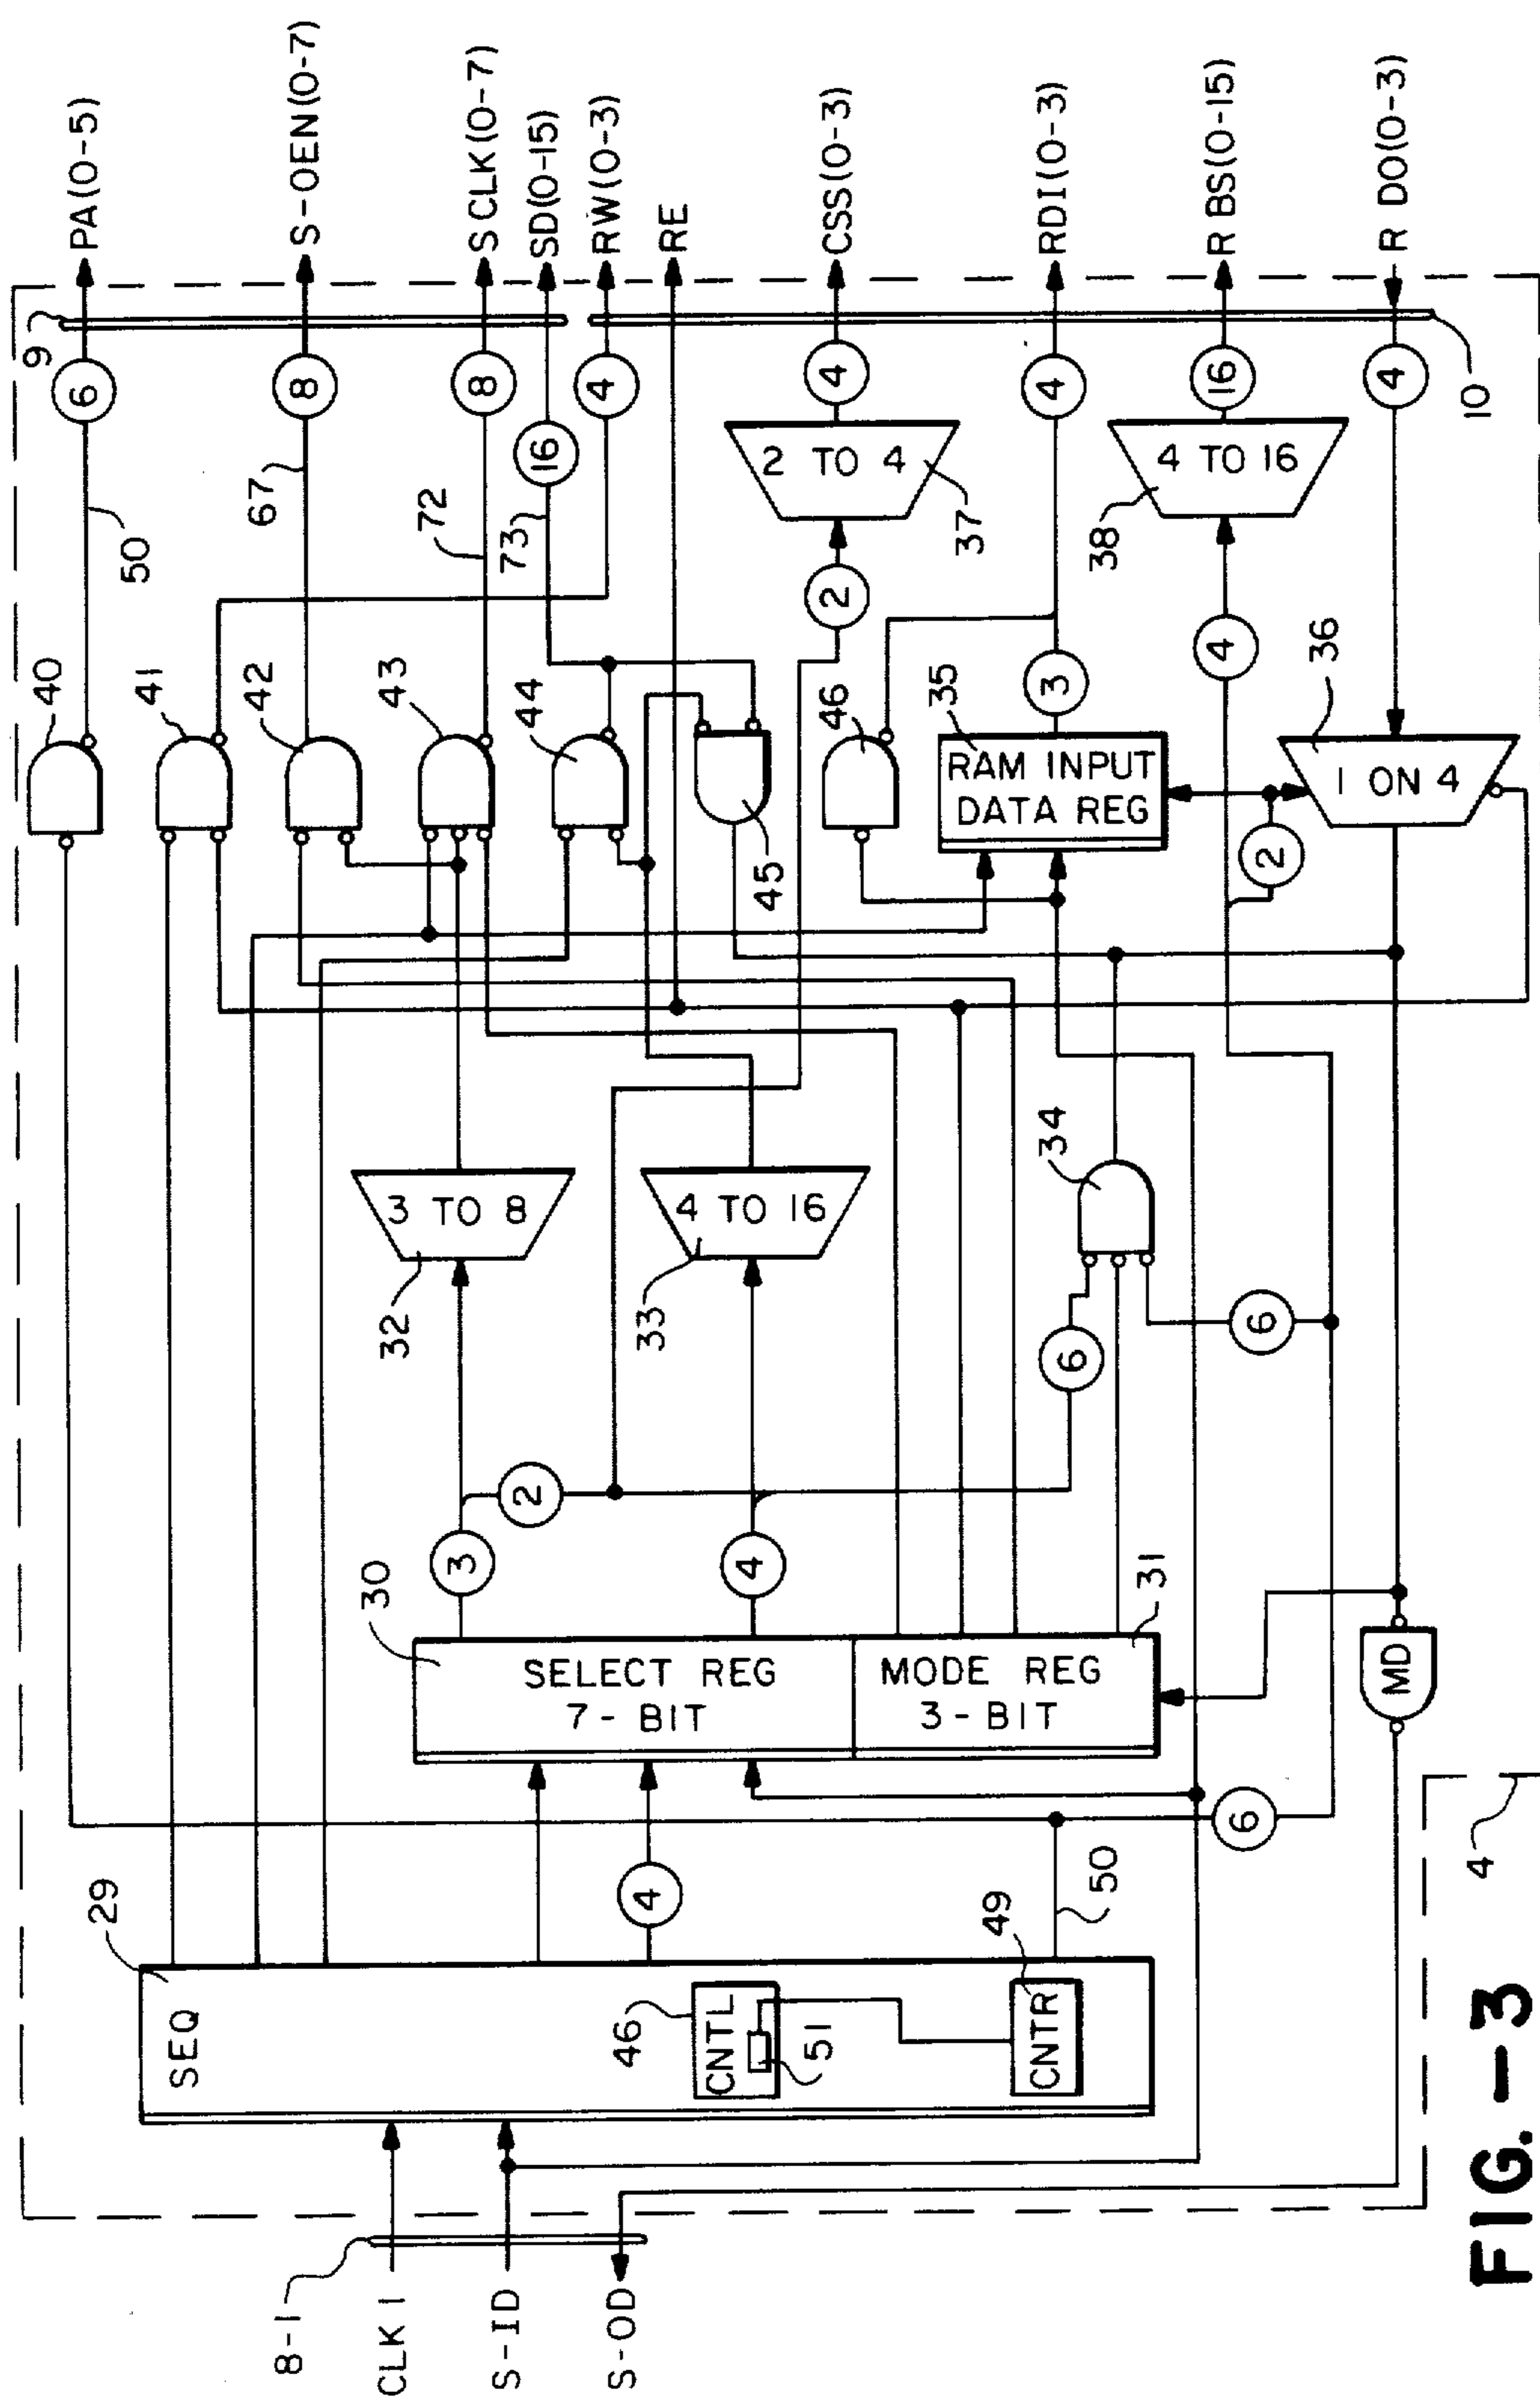 PA(0-5)
S-OEN(0-7)
S CLK(0-7)
SD(0-15)
RW(0-3)
RE
CSS(0-3)
RDI(0-3)
R BS(0-15)
R DO(0-3)
9
6
8
8
16
4
4
4
16
4
10
50
67
72
73
2 TO 4
37
4 TO 16
38
2
4
40
41
42
43
44
45
46
35
3
RAM INPUT
DATA REG
36
1 ON 4
2
3 TO 8
32
4 TO 16
33
34
6
6
2
3
4
30
SELECT REG
7-BIT
MODE REG
3-BIT
31
MD
6
4
50
29
SEQ
46
CNTL
51
49
CNTR
8-1
CLK 1
S-ID
S-OD
4
FIG.-3